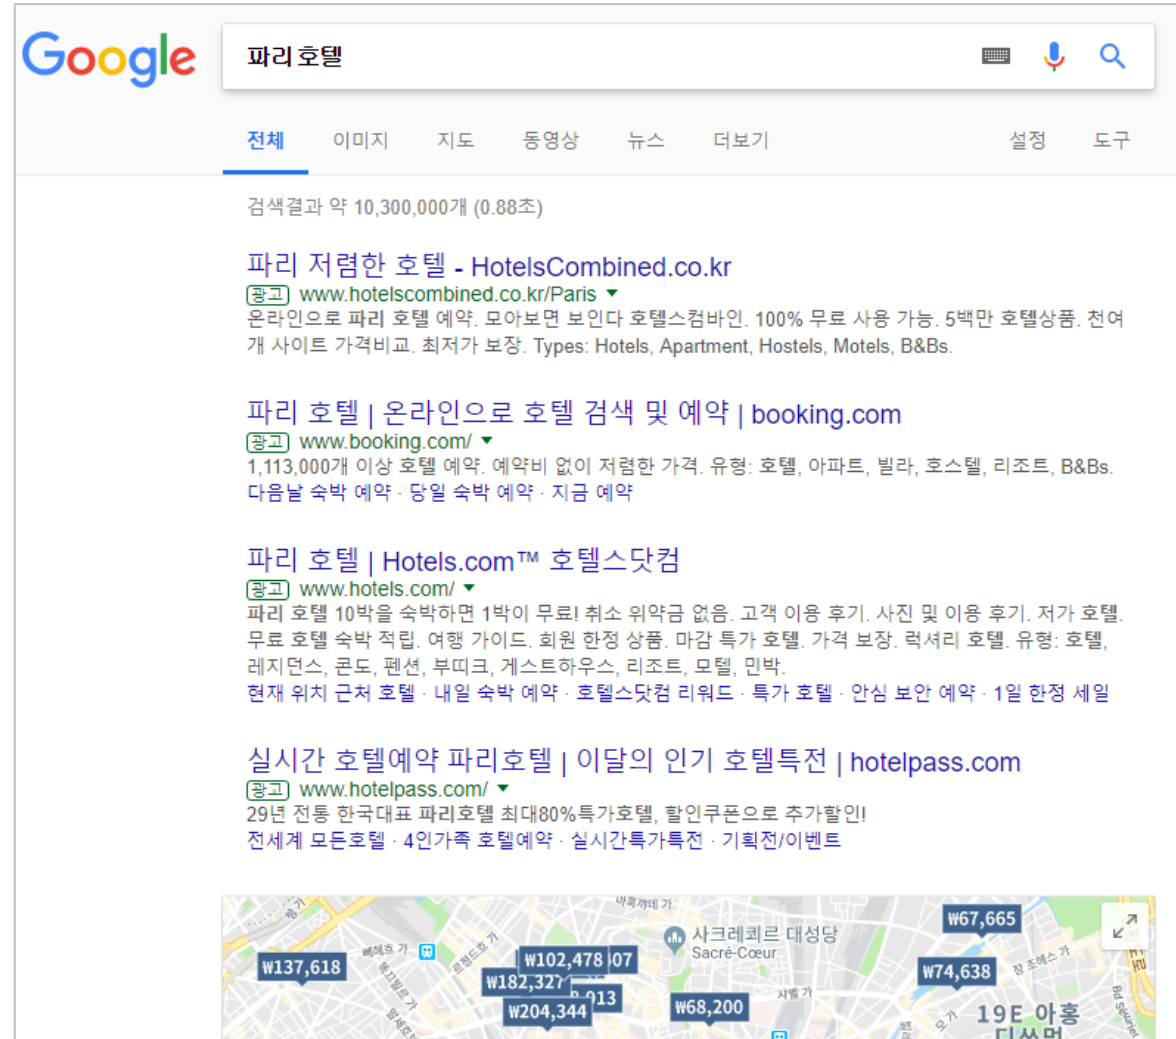 Google
파리 호텔
전체 이미지 지도 동영상 뉴스 더보기 설정 도구
검색결과 약 10,300,000개 (0.88초)
파리 저렴한 호텔 - HotelsCombined.co.kr
광고 www.hotelscombined.co.kr/Paris
온라인으로 파리 호텔 예약. 모아보면 보인다 호텔스컴바인. 100% 무료 사용 가능. 5백만 호텔상품. 천여
개 사이트 가격비교. 최저가 보장. Types: Hotels, Apartment, Hostels, Motels, B&Bs.
파리 호텔 | 온라인으로 호텔 검색 및 예약 | booking.com
광고 www.booking.com/
1,113,000개 이상 호텔 예약. 예약비 없이 저렴한 가격. 유형: 호텔, 아파트, 빌라, 호스텔, 리조트, B&Bs.
다음날 숙박 예약 · 당일 숙박 예약 · 지금 예약
파리 호텔 | Hotels.com™ 호텔스닷컴
광고 www.hotels.com/
파리 호텔 10박을 숙박하면 1박이 무료! 취소 위약금 없음. 고객 이용 후기. 사진 및 이용 후기. 저가 호텔.
무료 호텔 숙박 적립. 여행 가이드. 회원 한정 상품. 마감 특가 호텔. 가격 보장. 럭셔리 호텔. 유형: 호텔,
레지던스, 콘도, 펜션, 부띠크, 게스트하우스, 리조트, 모텔, 민박.
현재 위치 근처 호텔 · 내일 숙박 예약 · 호텔스닷컴 리워드 · 특가 호텔 · 안심 보안 예약 · 1일 한정 세일
실시간 호텔예약 파리호텔 | 이달의 인기 호텔특전 | hotelpass.com
광고 www.hotelpass.com/
29년 전통 한국대표 파리호텔 최대80%특가호텔, 할인쿠폰으로 추가할인!
전세계 모든호텔 · 4인가족 호텔예약 · 실시간특가특전 · 기획전/이벤트
₩67,665
사크레쾨르 대성당
Sacré-Cœur
₩137,618
₩102,478
₩74,638
₩182,327
₩204,344
₩68,200
19E 아홍